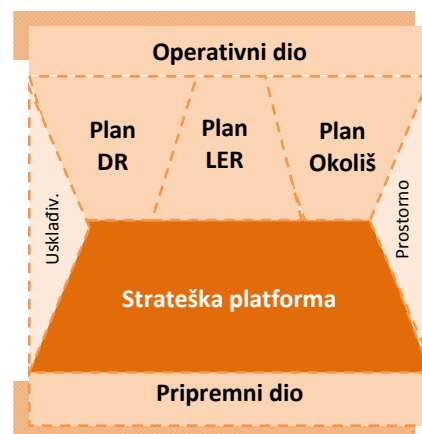 Operativni dio
Plan
DR
Plan
LER
Plan
Okoliš
Usklađiv.
Prostorno
Strateška platforma
Pripremni dio